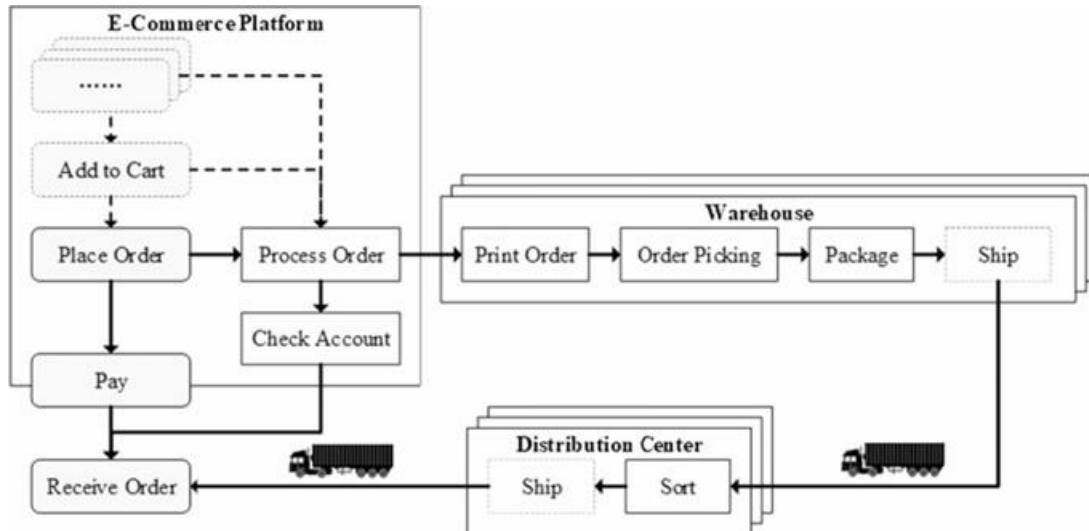 E-Commerce Platform
......
Add to Cart
Place Order
Process Order
Check Account
Pay
Receive Order
Warehouse
Print Order
Order Picking
Package
Ship
Distribution Center
Ship
Sort